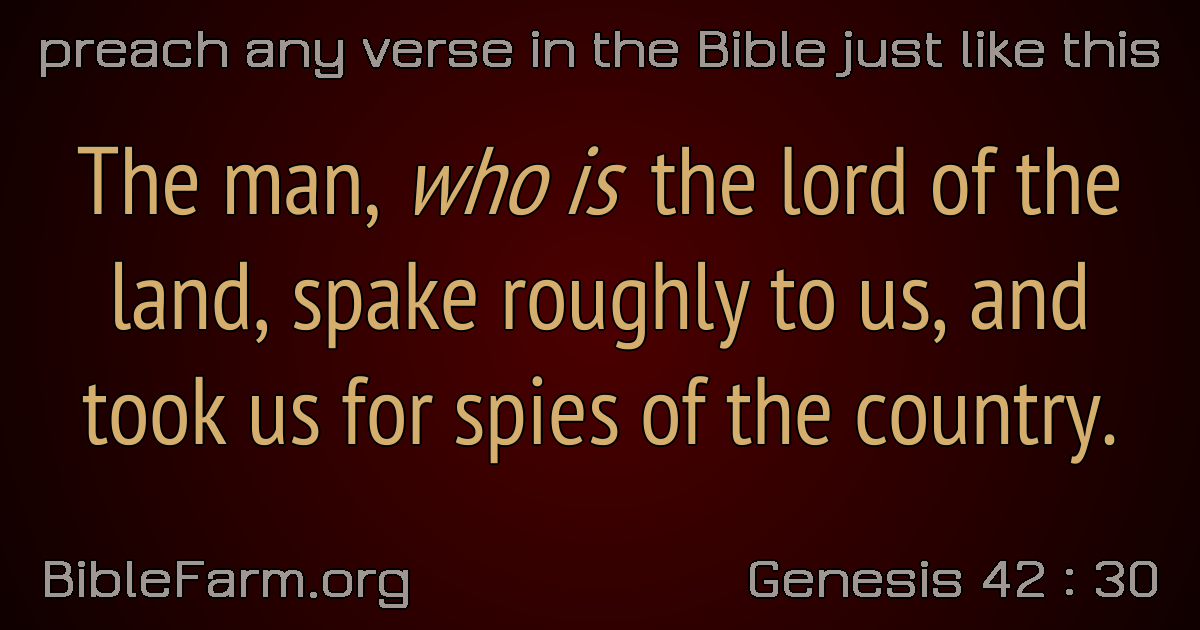 preach any verse in the Bible just like this
The man, who is the lord of the
land, spake roughly to us, and
took us for spies of the country.
BibleFarm.org
Genesis 42 : 30